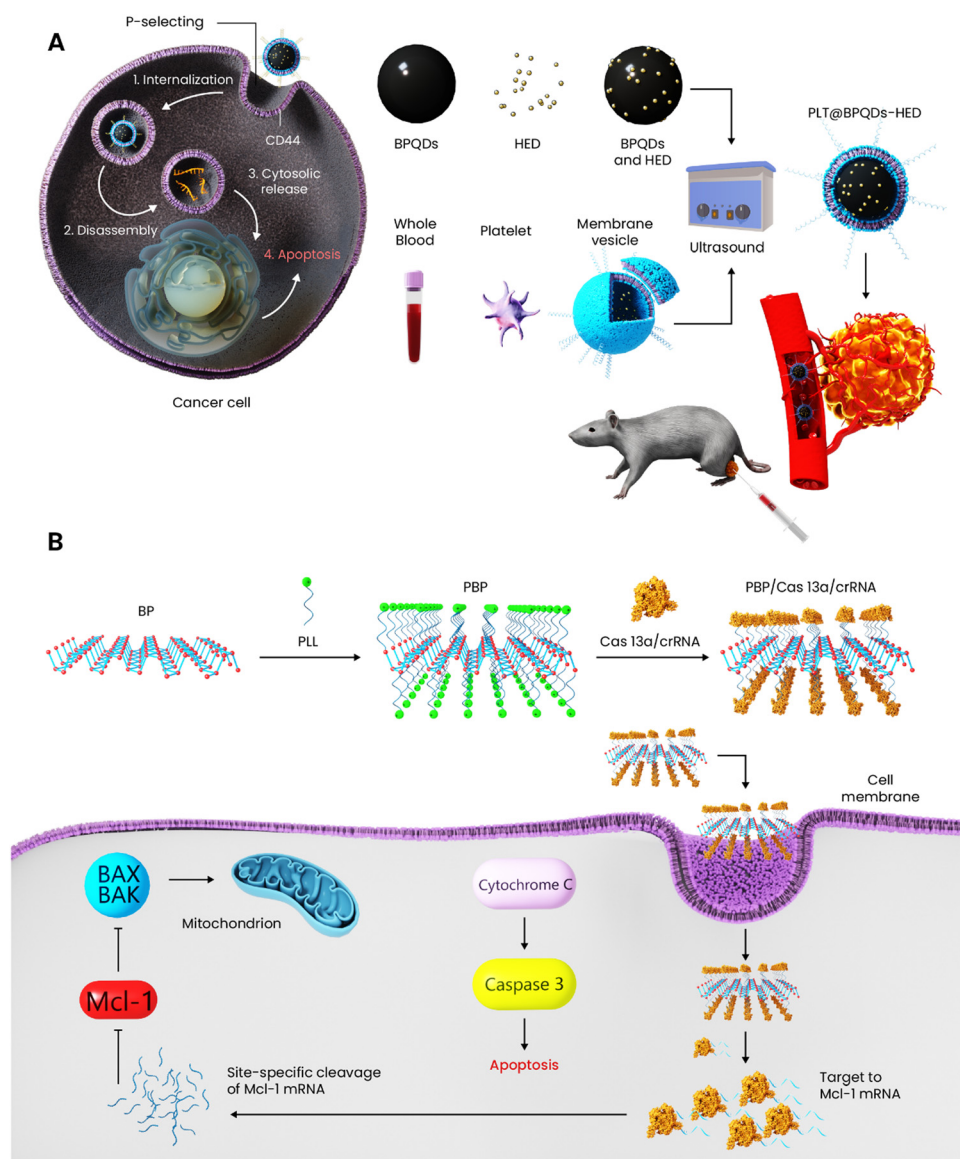 A
P-selecting
1. Internalization
CD44
2. Disassembly
3. Cytosolic
release
4. Apoptosis
Cancer cell
BPQDs
HED
BPQDs
and HED
PLT@BPQDs-HED
Whole
Blood
Platelet
Membrane
vesicle
Ultrasound
B
BP
PLL
PBP
Cas 13a/crRNA
PBP/Cas 13a/crRNA
Cell
membrane
BAX
BAK
Mitochondrion
Cytochrome C
Mcl-1
Caspase 3
Apoptosis
Site-specific cleavage
of Mcl-1 mRNA
Target to
Mcl-1 mRNA